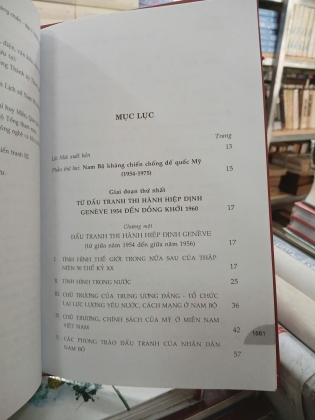 MỤC LỤC
Trang
Lời Nhà xuất bản 13
Phần thứ hai: Nam Bộ kháng chiến chống đế quốc Mỹ
(1954-1975) 15
Giai đoạn thứ nhất
TỪ ĐẤU TRANH THI HÀNH HIỆP ĐỊNH
GENÈVE 1954 ĐẾN ĐỒNG KHỞI 1960 17
Chương một
ĐẤU TRANH THI HÀNH HIỆP ĐỊNH GENÈVE
(từ giữa năm 1954 đến giữa năm 1956) 17
I. TÌNH HÌNH THẾ GIỚI TRONG NỬA SAU CỦA THẬP
NIÊN 50 THẾ KỶ XX 17
II. TÌNH HÌNH TRONG NƯỚC 25
CHỦ TRƯƠNG CỦA TRUNG ƯƠNG ĐẢNG - TỔ CHỨC
LẠI LỰC LƯỢNG YÊU NƯỚC, CÁCH MẠNG Ở NAM BỘ 36
CHỦ TRƯƠNG, CHÍNH SÁCH CỦA MỸ Ở MIỀN NAM
VIỆT NAM 42
CÁC PHONG TRÀO ĐẤU TRANH CỦA NHÂN DÂN
NAM BỘ 57
1661